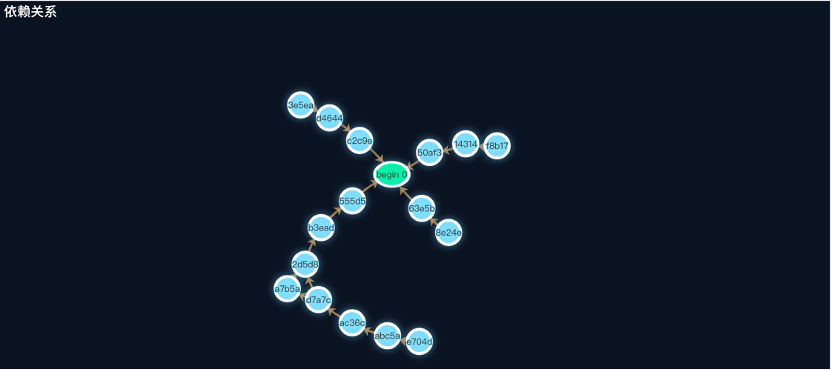 依赖关系
3e5ea
d4644
c2c9e
14314
f8b17
50af3
begin 0
555d5
63e5b
b3ead
8e24e
2d5d8
a7b5a
d7a7c
ac36c
abc5a
e704d